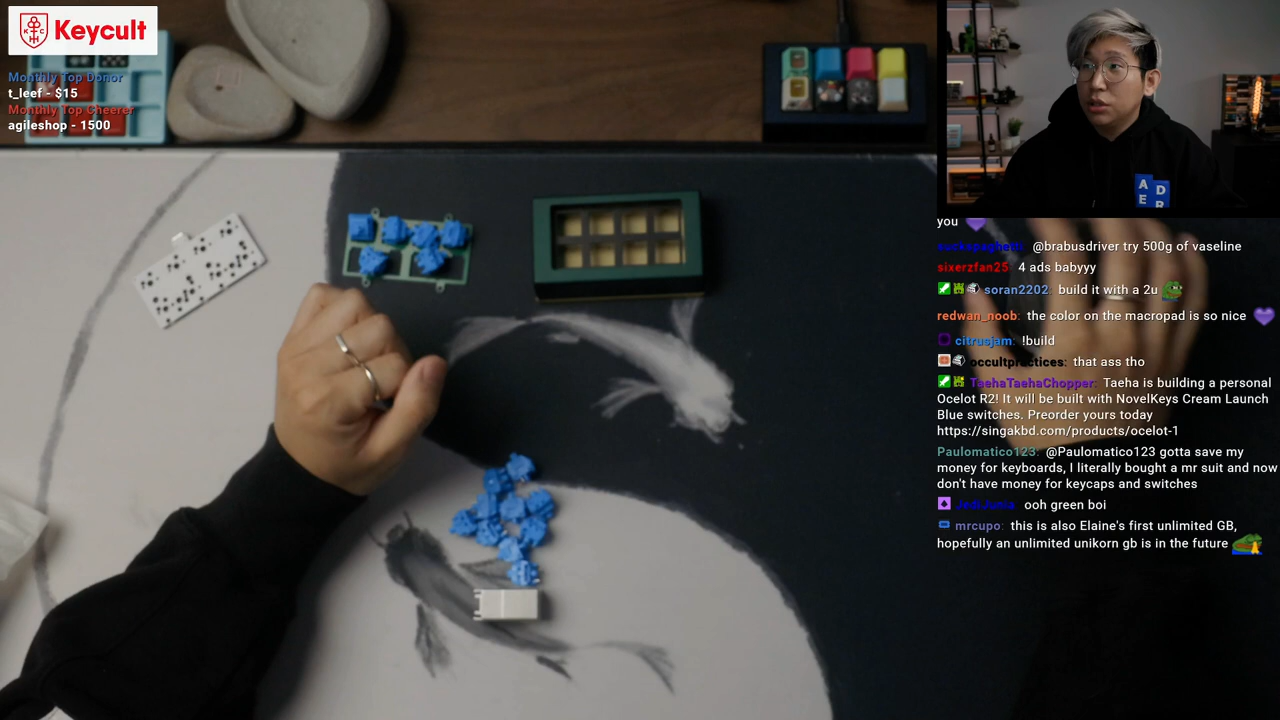 Keycult
Monthly Top Donor
t_leef - $15
Monthly Top Cheerer
agileshop - 1500
A
D
E
R
you
@brabusdriver try 500g of vaseline
sixerzfan25: 4 ads babyyy
soran2202: build it with a 2u
redwan_noob: the color on the macropad is so nice
citrusjam: !build
occultpractices: that ass tho
TaehaTaehaChopper: Taeha is building a personal
Ocelot R2! It will be built with NovelKeys Cream Launch
Blue switches. Preorder yours today
https://singakbd.com/products/ocelot-1
Paulomatico123: @Paulomatico123 gotta save my
money for keyboards, I literally bought a mr suit and now
don't have money for keycaps and switches
JediJunia: ooh green boi
mrcupo: this is also Elaine's first unlimited GB,
hopefully an unlimited unikorn gb is in the future